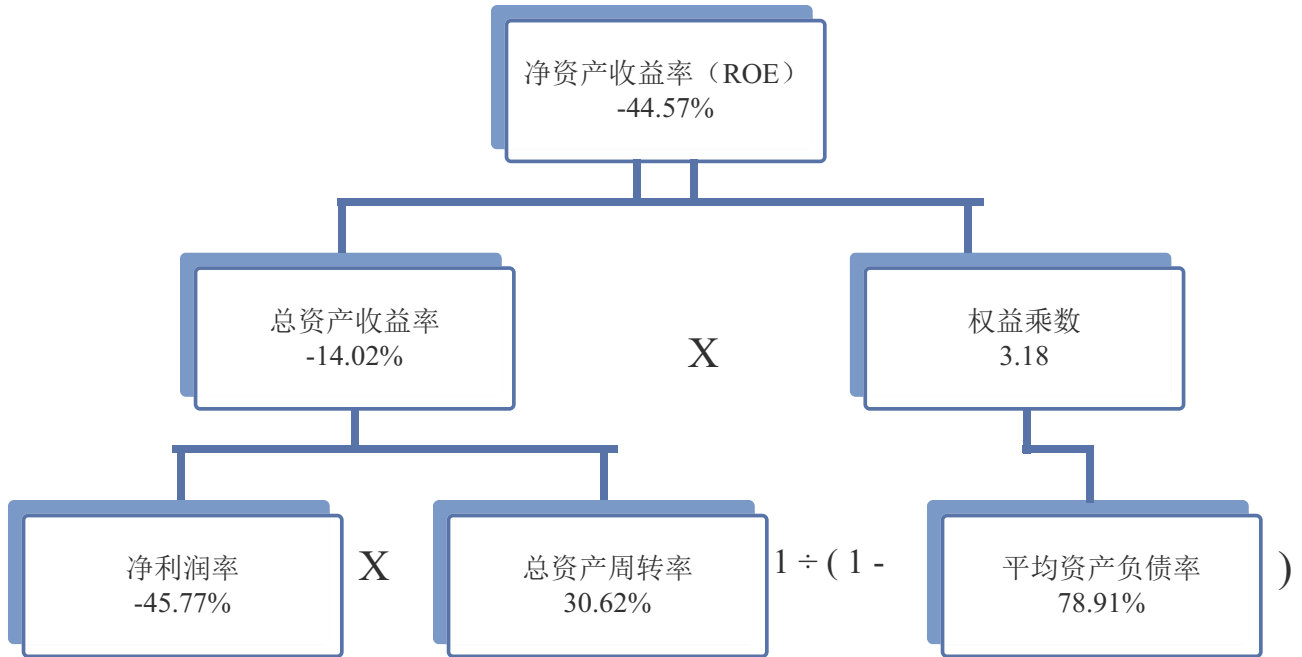 净资产收益率（ROE）
-44.57%
总资产收益率
-14.02%
X
权益乘数
3.18
净利润率
-45.77%
X
总资产周转率
30.62%
1 ÷ ( 1 -
平均资产负债率
78.91%
)